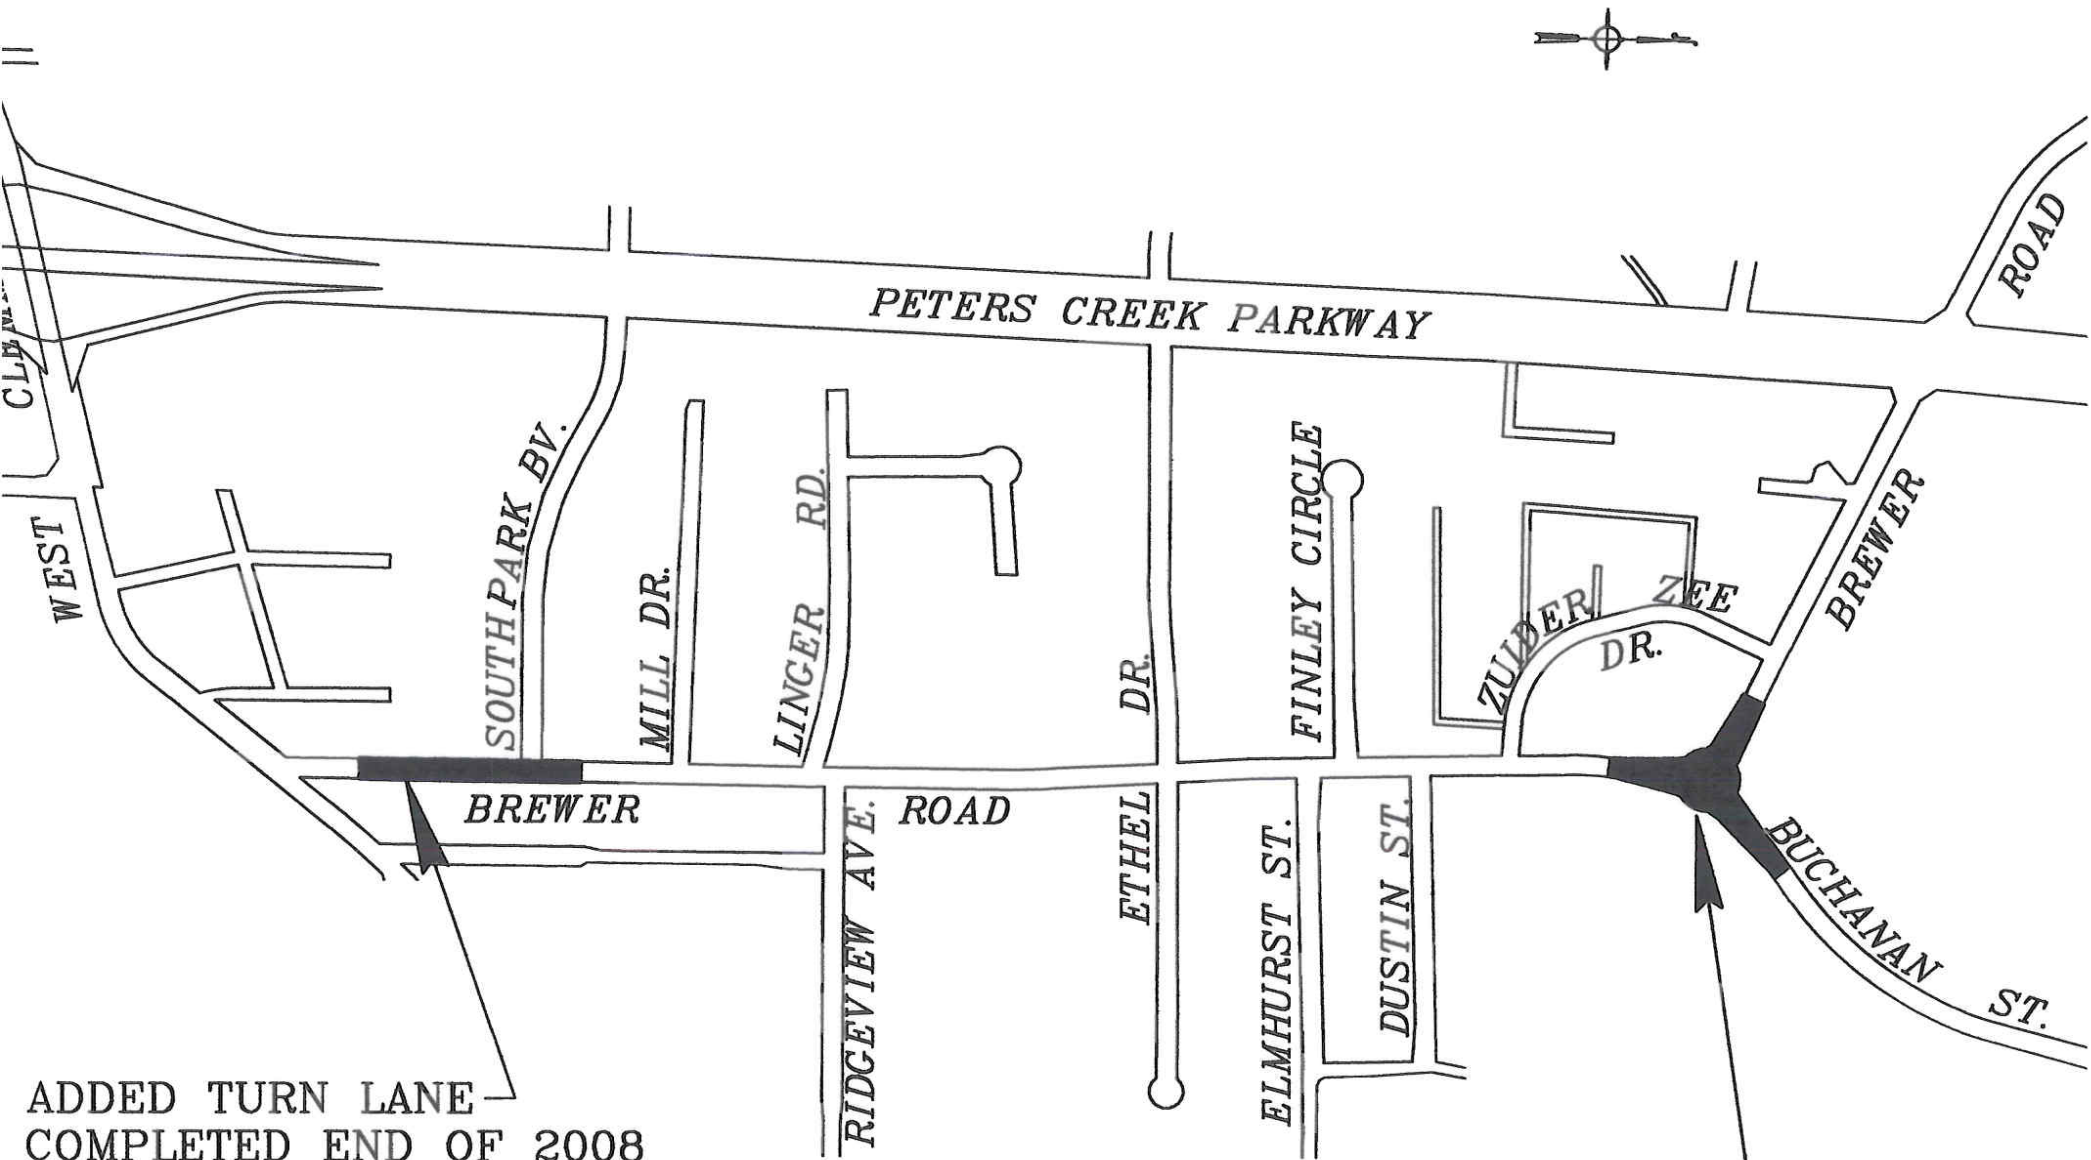 ROAD
PETERS CREEK PARKWAY
WEST
SOUTHPARK BV.
MILL DR.
LINGER RD.
ETHEL DR.
FINLEY CIRCLE
ZUIDER ZEE
DR.
BREWER
BREWER ROAD
RIDGEVIEW AVE.
ELMHURST ST.
DUSTIN ST.
BUCHANAN ST.
ADDED TURN LANE
COMPLETED END OF 2008